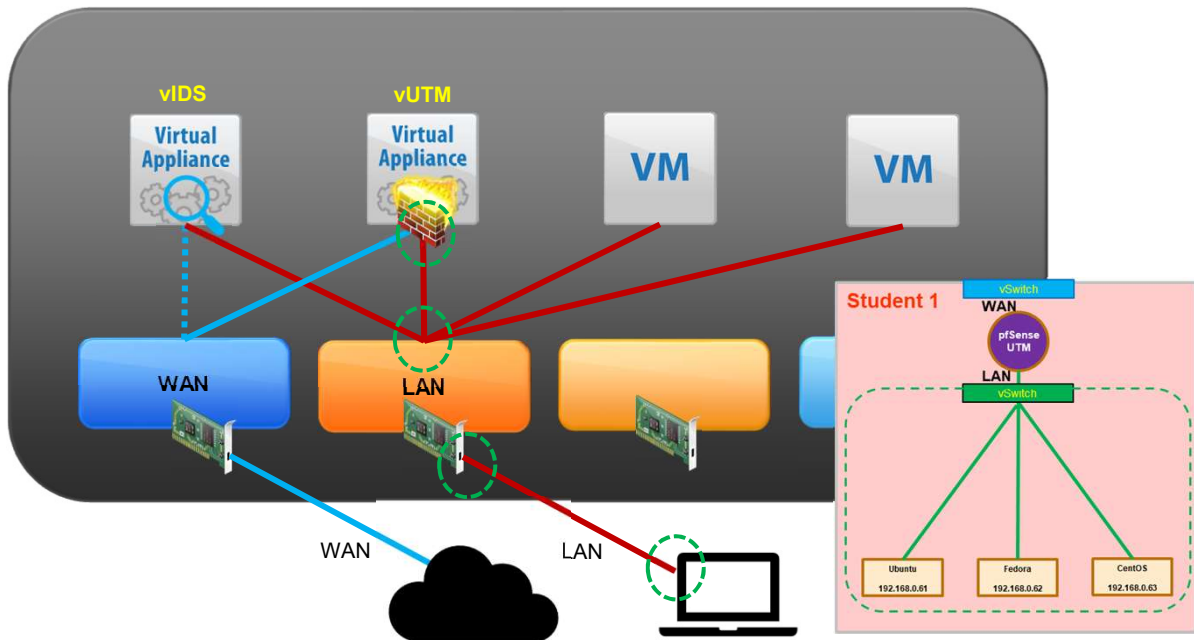 vIDS
vUTM
Virtual
Appliance
Virtual
Appliance
VM
VM
WAN
LAN
WAN
LAN
Student 1
vSwitch
WAN
pfSense
UTM
LAN
vSwitch
Ubuntu
192.168.0.61
Fedora
192.168.0.62
CentOS
192.168.0.63